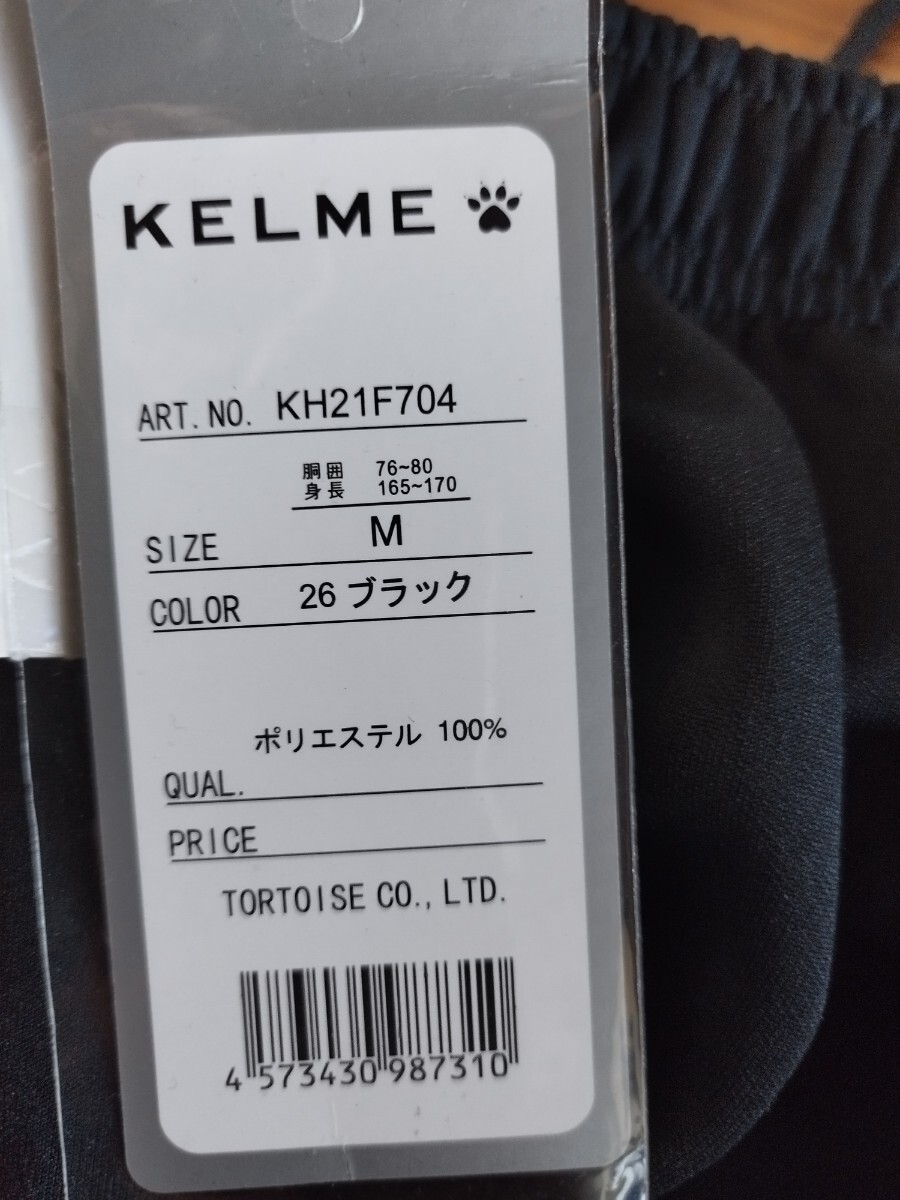 KELME
ART.NO. KH21F704
胴囲 76~80
身長 165~170
SIZE M
COLOR 26 ブラック
ポリエステル 100%
QUAL.
PRICE
TORTOISE CO., LTD.
4 573430 987310